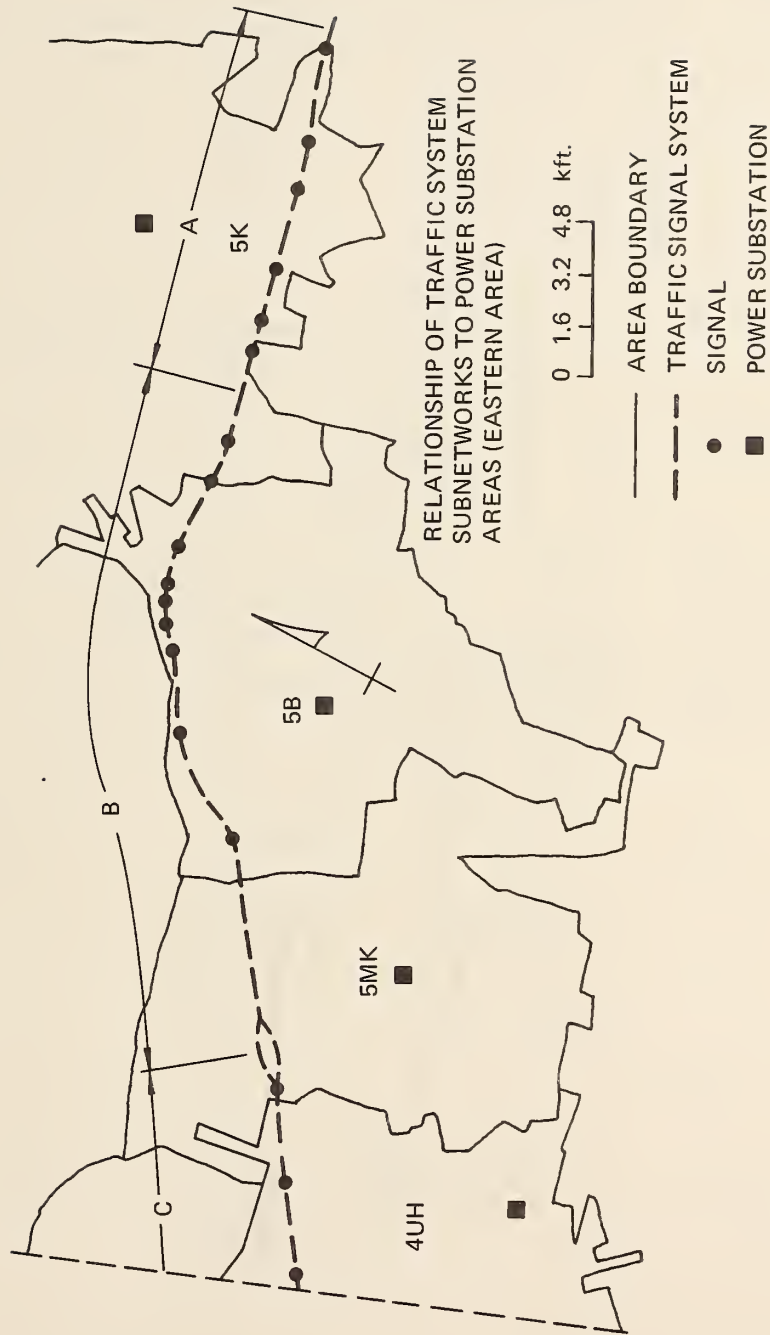 A
5K
B
5B
5MK
C
4UH
RELATIONSHIP OF TRAFFIC SYSTEM
SUBNETWORKS TO POWER SUBSTATION
AREAS (EASTERN AREA)
0 1.6 3.2 4.8 kft.
AREA BOUNDARY
TRAFFIC SIGNAL SYSTEM
SIGNAL
POWER SUBSTATION